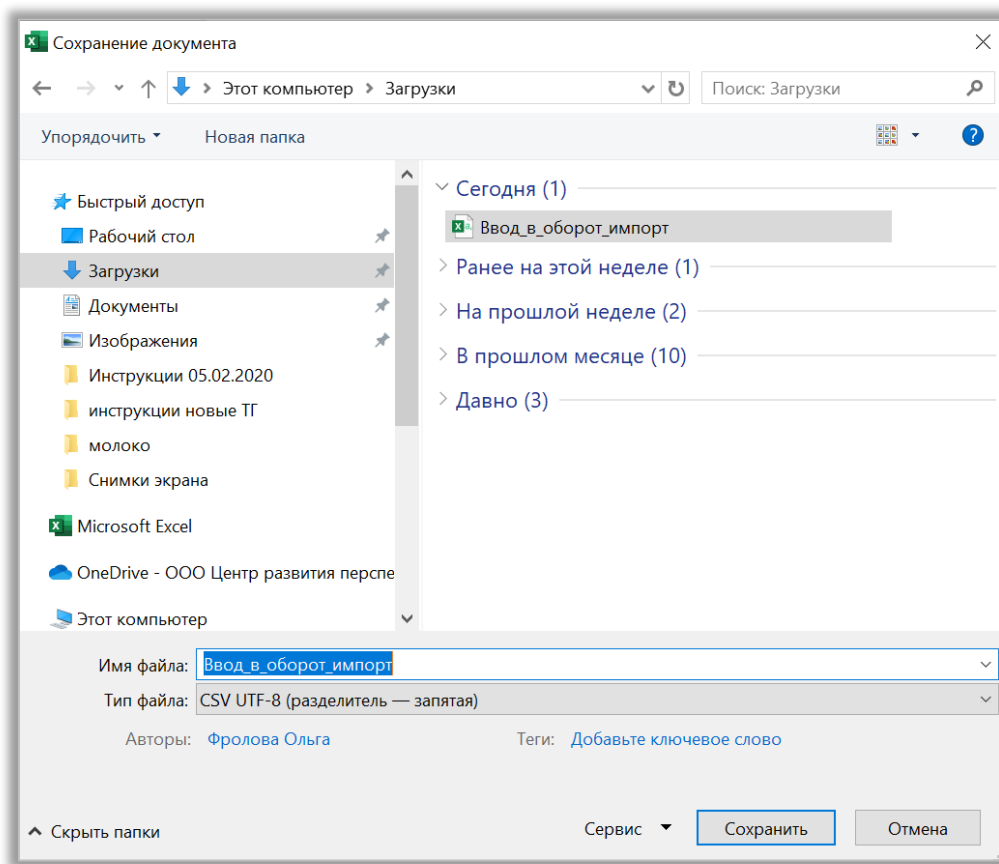 Сохранение документа
Этот компьютер Загрузки
Поиск: Загрузки
Упорядочить
Новая папка
Быстрый доступ
Рабочий стол
Загрузки
Документы
Изображения
Инструкции 05.02.2020
инструкции новые ТГ
молоко
Снимки экрана
Microsoft Excel
OneDrive - ООО Центр развития перспе
Этот компьютер
Сегодня (1)
Ввод_в_оборот_импорт
Ранее на этой неделе (1)
На прошлой неделе (2)
В прошлом месяце (10)
Давно (3)
Имя файла: Ввод_в_оборот_импорт
Тип файла: CSV UTF-8 (разделитель — запятая)
Авторы: Фролова Ольга
Теги: Добавьте ключевое слово
Скрыть папки
Сервис
Сохранить
Отмена